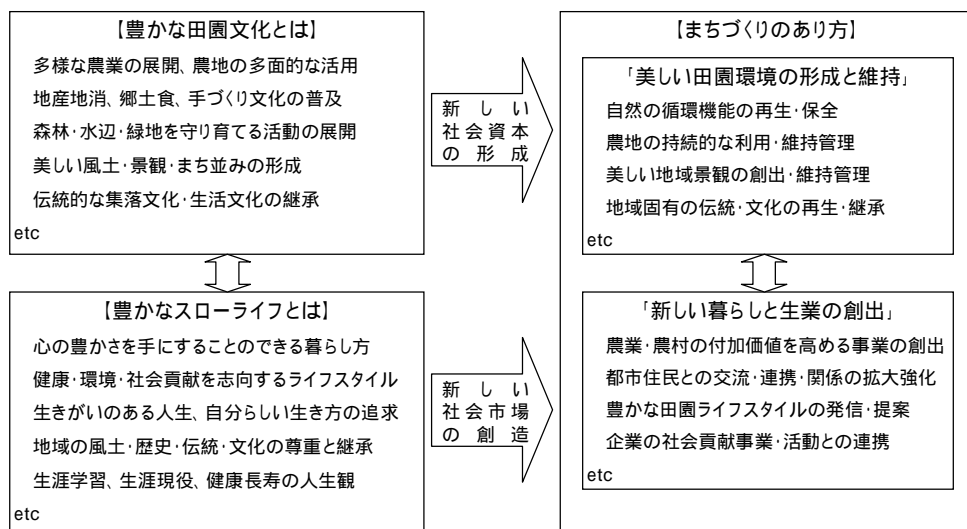 【豊かな田園文化とは】
多様な農業の展開、農地の多面的な活用
地産地消、郷土食、手づくり文化の普及
森林・水辺・緑地を守り育てる活動の展開
美しい風土・景観・まち並みの形成
伝統的な集落文化・生活文化の継承
etc
新しい
社会資本
の形成
【豊かなスローライフとは】
心の豊かさを手にすることのできる暮らし方
健康・環境・社会貢献を志向するライフスタイル
生きがいのある人生、自分らしい生き方の追求
地域の風土・歴史・伝統・文化の尊重と継承
生涯学習、生涯現役、健康長寿の人生観
etc
新しい
社会市場
の創造
【まちづくりのあり方】
「美しい田園環境の形成と維持」
自然の循環機能の再生・保全
農地の持続的な利用・維持管理
美しい地域景観の創出・維持管理
地域固有の伝統・文化の再生・継承
etc
「新しい暮らしと生業の創出」
農業・農村の付加価値を高める事業の創出
都市住民との交流・連携・関係の拡大強化
豊かな田園ライフスタイルの発信・提案
企業の社会貢献事業・活動との連携
etc